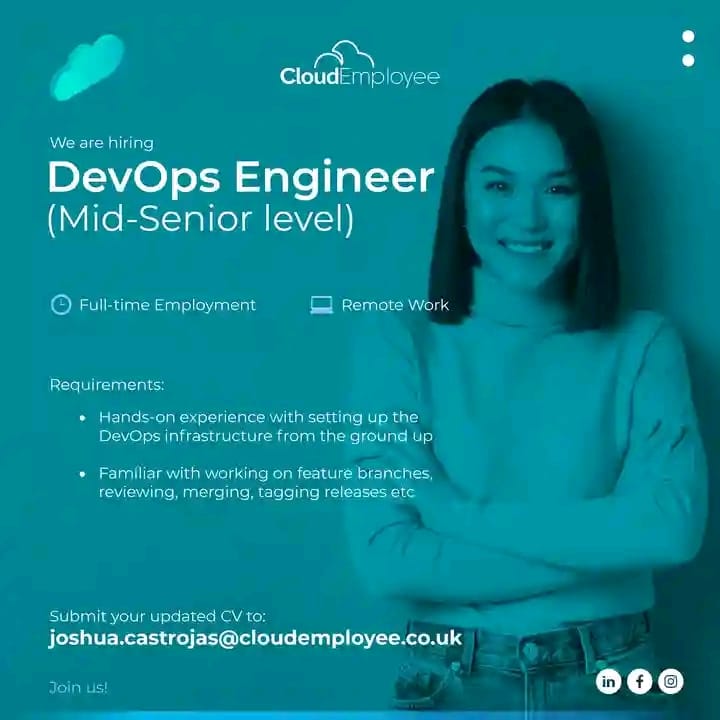 CloudEmployee
We are hiring
DevOps Engineer
(Mid-Senior level)
Full-time Employment
Remote Work
Requirements:
• Hands-on experience with setting up the
DevOps infrastructure from the ground up
• Familiar with working on feature branches,
reviewing, merging, tagging releases etc
Submit your updated CV to:
joshua.castrojas@cloudemployee.co.uk
Join us!
in f